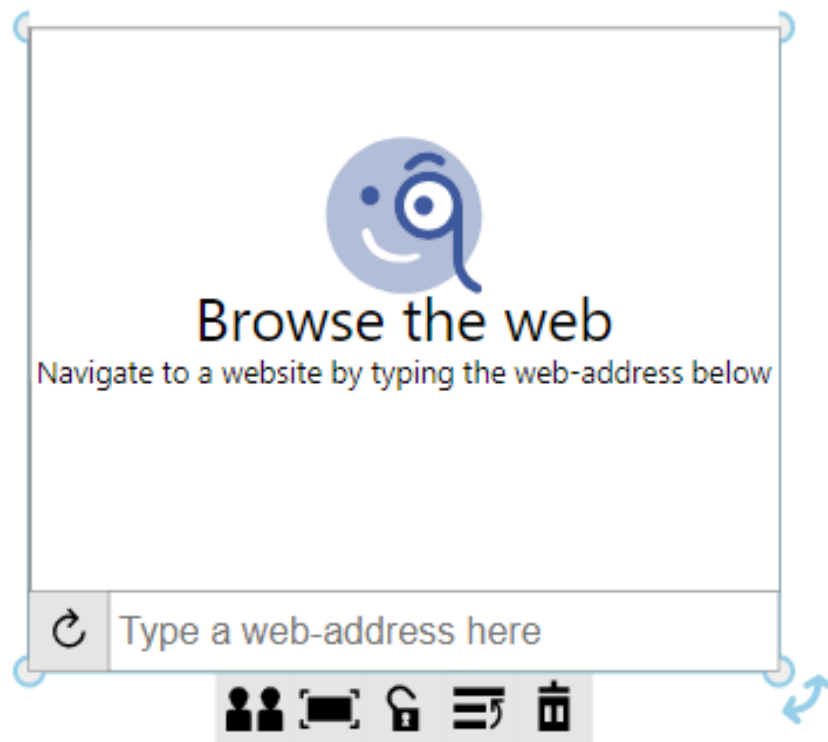 Browse the web
Navigate to a website by typing the web-address below
Type a web-address here